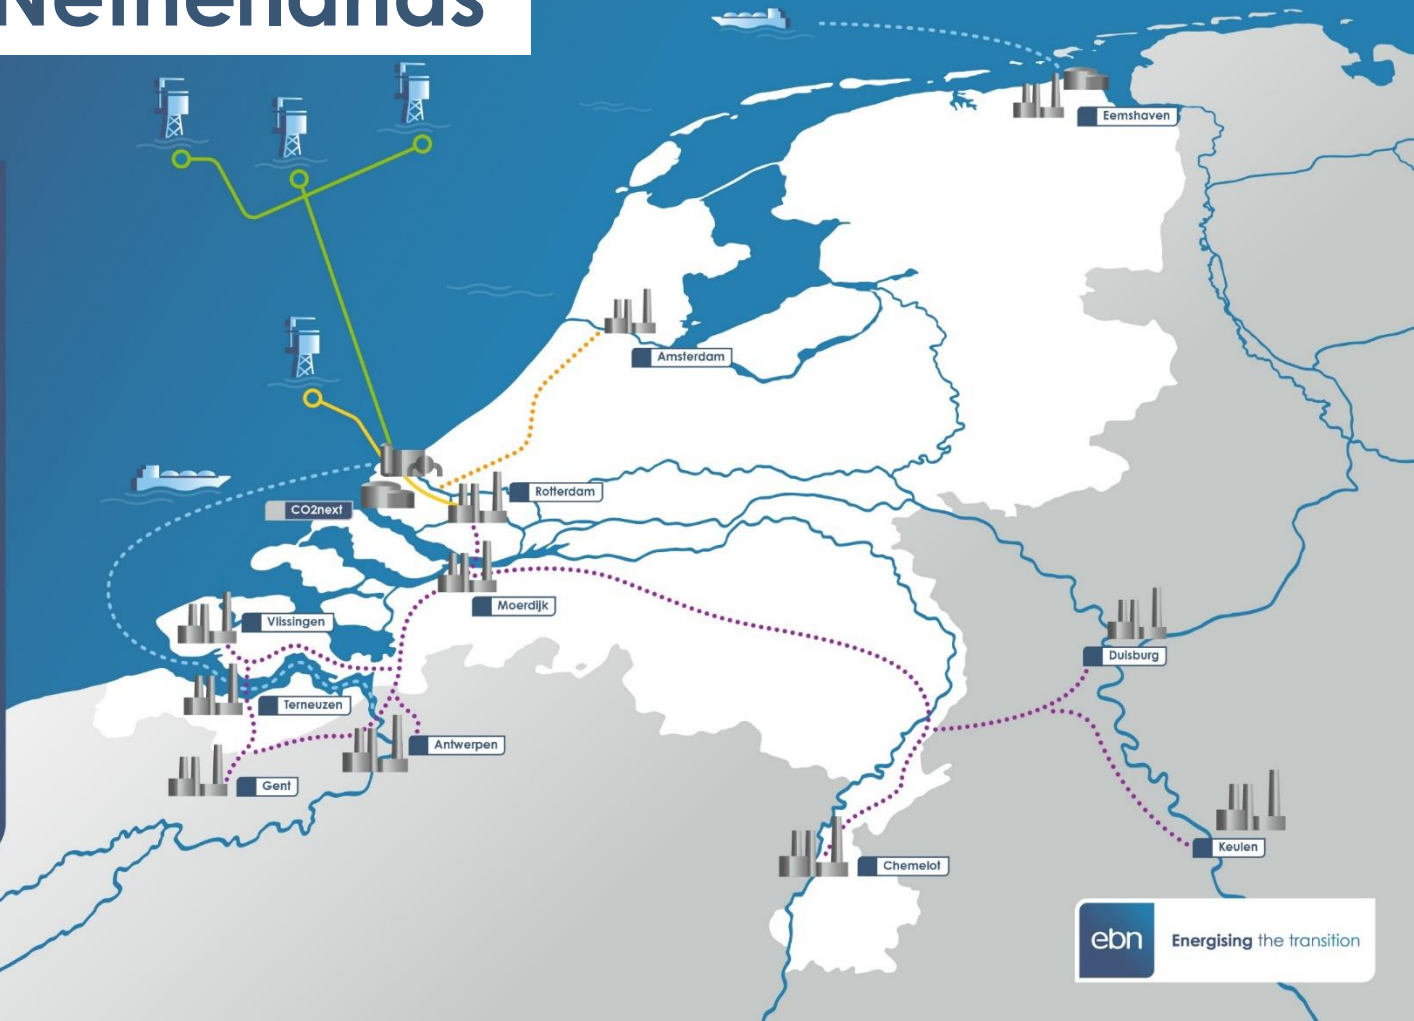 Netherlands
Eemshaven
Amsterdam
Rotterdam
CO2next
Moerdijk
Vlissingen
Duisburg
Terneuzen
Antwerpen
Gent
Keulen
Chemelot
ebn
Energising the transition